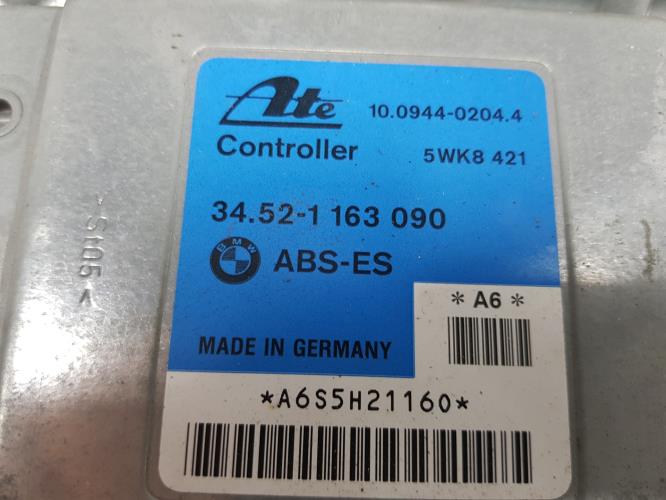 Ate
10.0944-0204.4
Controller
5WK8 421
34.52-1 163 090
BMW
ABS-ES
* A6 *
MADE IN GERMANY
*A6S5H21160*
>St05<